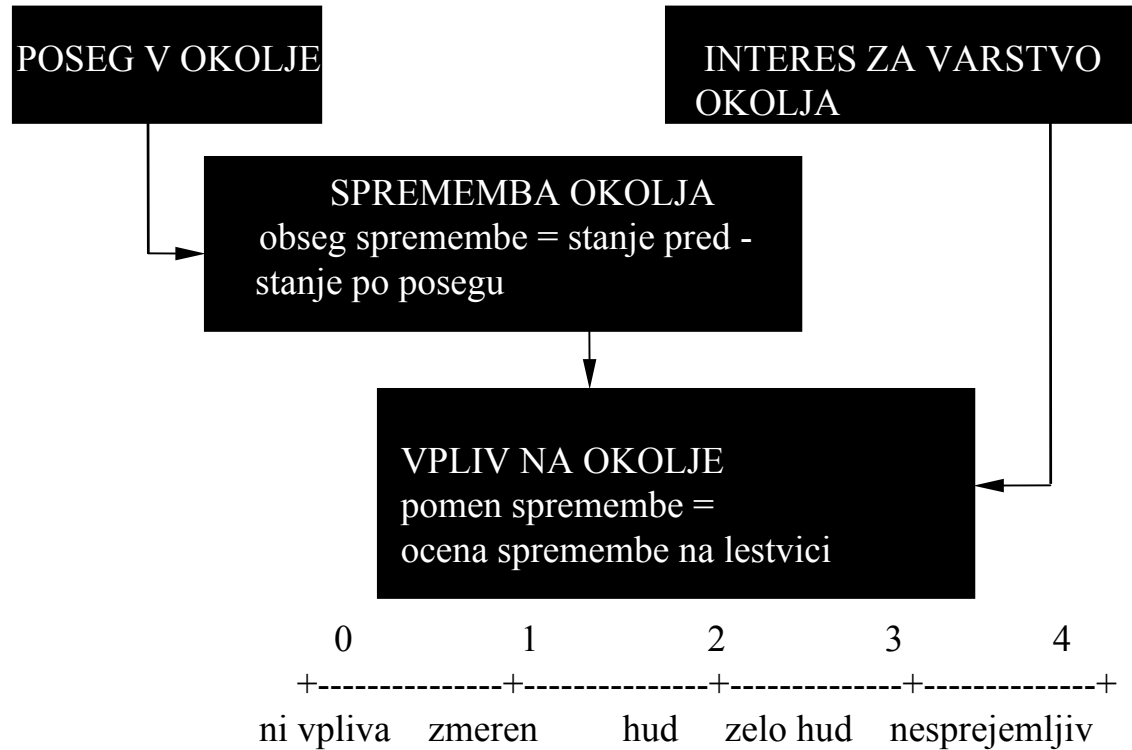 POSEG V OKOLJE
INTERES ZA VARSTVO
OKOLJA
SPREMEMBA OKOLJA
obseg spremembe = stanje pred -
stanje po posegu
VPLIV NA OKOLJE
pomen spremembe =
ocena spremembe na lestvici
0 1 2 3 4
+---------------+---------------+---------------+---------------+
ni vpliva zmeren hud zelo hud nesprejemljiv